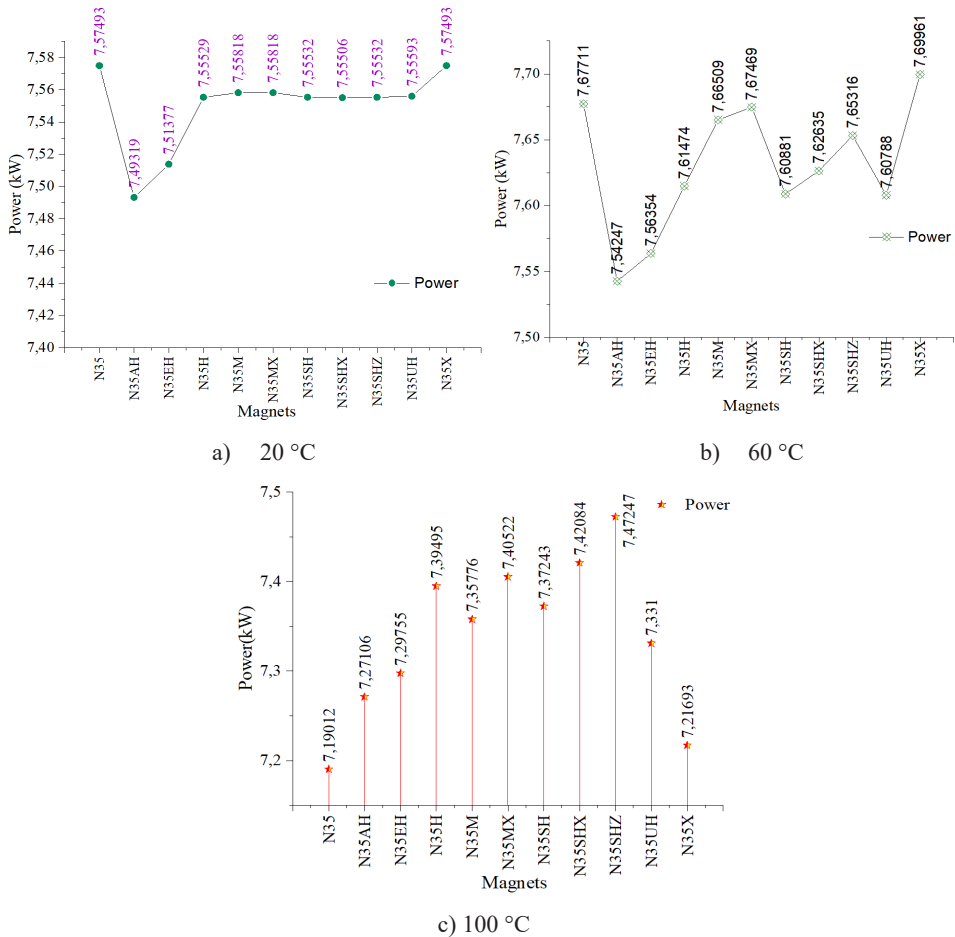 7,57493
7,49319
7,51377
7,55529
7,55818
7,55818
7,55532
7,55506
7,55532
7,55593
7,57493
7,58
7,56
7,54
7,52
7,50
7,48
7,46
7,44
7,42
7,40
Power (kW)
Power
N35
N35AH
N35EH
N35H
N35M
N35MX
N35SH
N35SHX
N35SHZ
N35UH
N55X
Magnets
a) 20 °C
7,67711
7,54247
7,56354
7,61474
7,66509
7,67469
7,60881
7,62635
7,65316
7,60788
7,69961
7,70
7,65
7,60
7,55
7,50
Power (kW)
Power
N35
N35AH
N35EH
N35H
N35M
N35MX
N35SH
N35SHX
N35SHZ
N35UH
N55X
Magnets
b) 60 °C
7,5
7,4
7,3
7,2
Power(kW)
Power
7,19012
7,27106
7,29755
7,39495
7,35776
7,40522
7,37243
7,42084
7,47247
7,331
7,21693
N35
N35AH
N35EH
N35H
N35M
N35MX
N35SH
N35SHX
N35SHZ
N35UH
N35X
Magnets
c) 100 °C